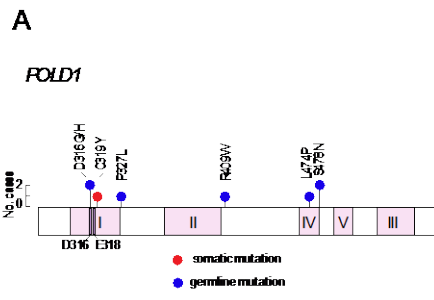 A
POLD1
D316G/H
C319Y
P327L
R409W
L474P
S478N
No. cases
2
0
I
II
IV
V
III
D316
E318
somatic mutation
germline mutation